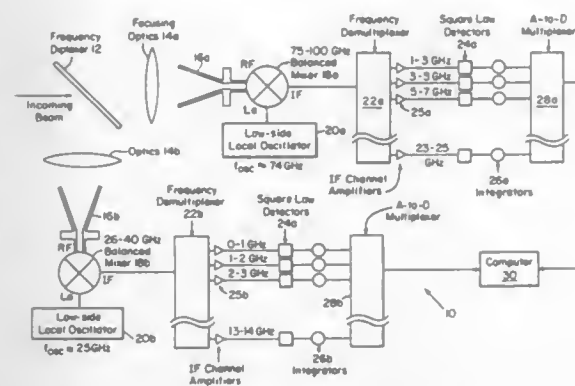 Frequency
Diplexer 12
Focusing
Optics 14a
16a
RF
75-100 GHz
Balanced
Mixer 18a
IF
Lo
Low-side
Local Oscillator
20a
fosc ≈ 74 GHz
Incoming
Beam
Frequency
Demultiplexer
22a
Square Law
Detectors
24a
A-to-D
Multiplexer
28a
1-3 GHz
3-5 GHz
5-7 GHz
25a
23-25
GHz
IF Channel
Amplifiers
26a
Integrators
Optics 14b
16b
RF
26-40 GHz
Balanced
Mixer 18b
IF
Lo
Low-side
Local Oscillator
20b
fosc ≈ 25GHz
Frequency
Demultiplexer
22b
Square Law
Detectors
24a
A-to-D
Multiplexer
0-1 GHz
1-2 GHz
2-3 GHz
25b
28b
13-14 GHz
IF Channel
Amplifiers
26b
Integrators
10
Computer
30